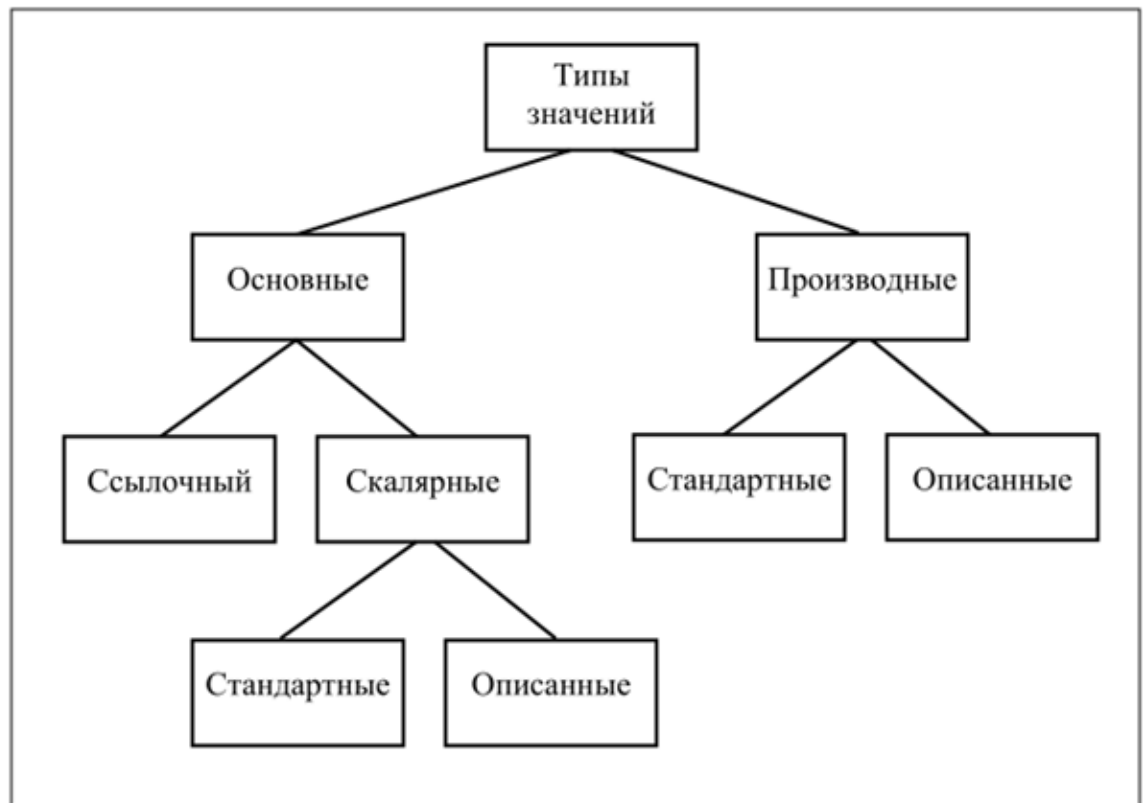 Типы
значений
Основные
Производные
Ссылочный
Скалярные
Стандартные
Описанные
Стандартные
Описанные